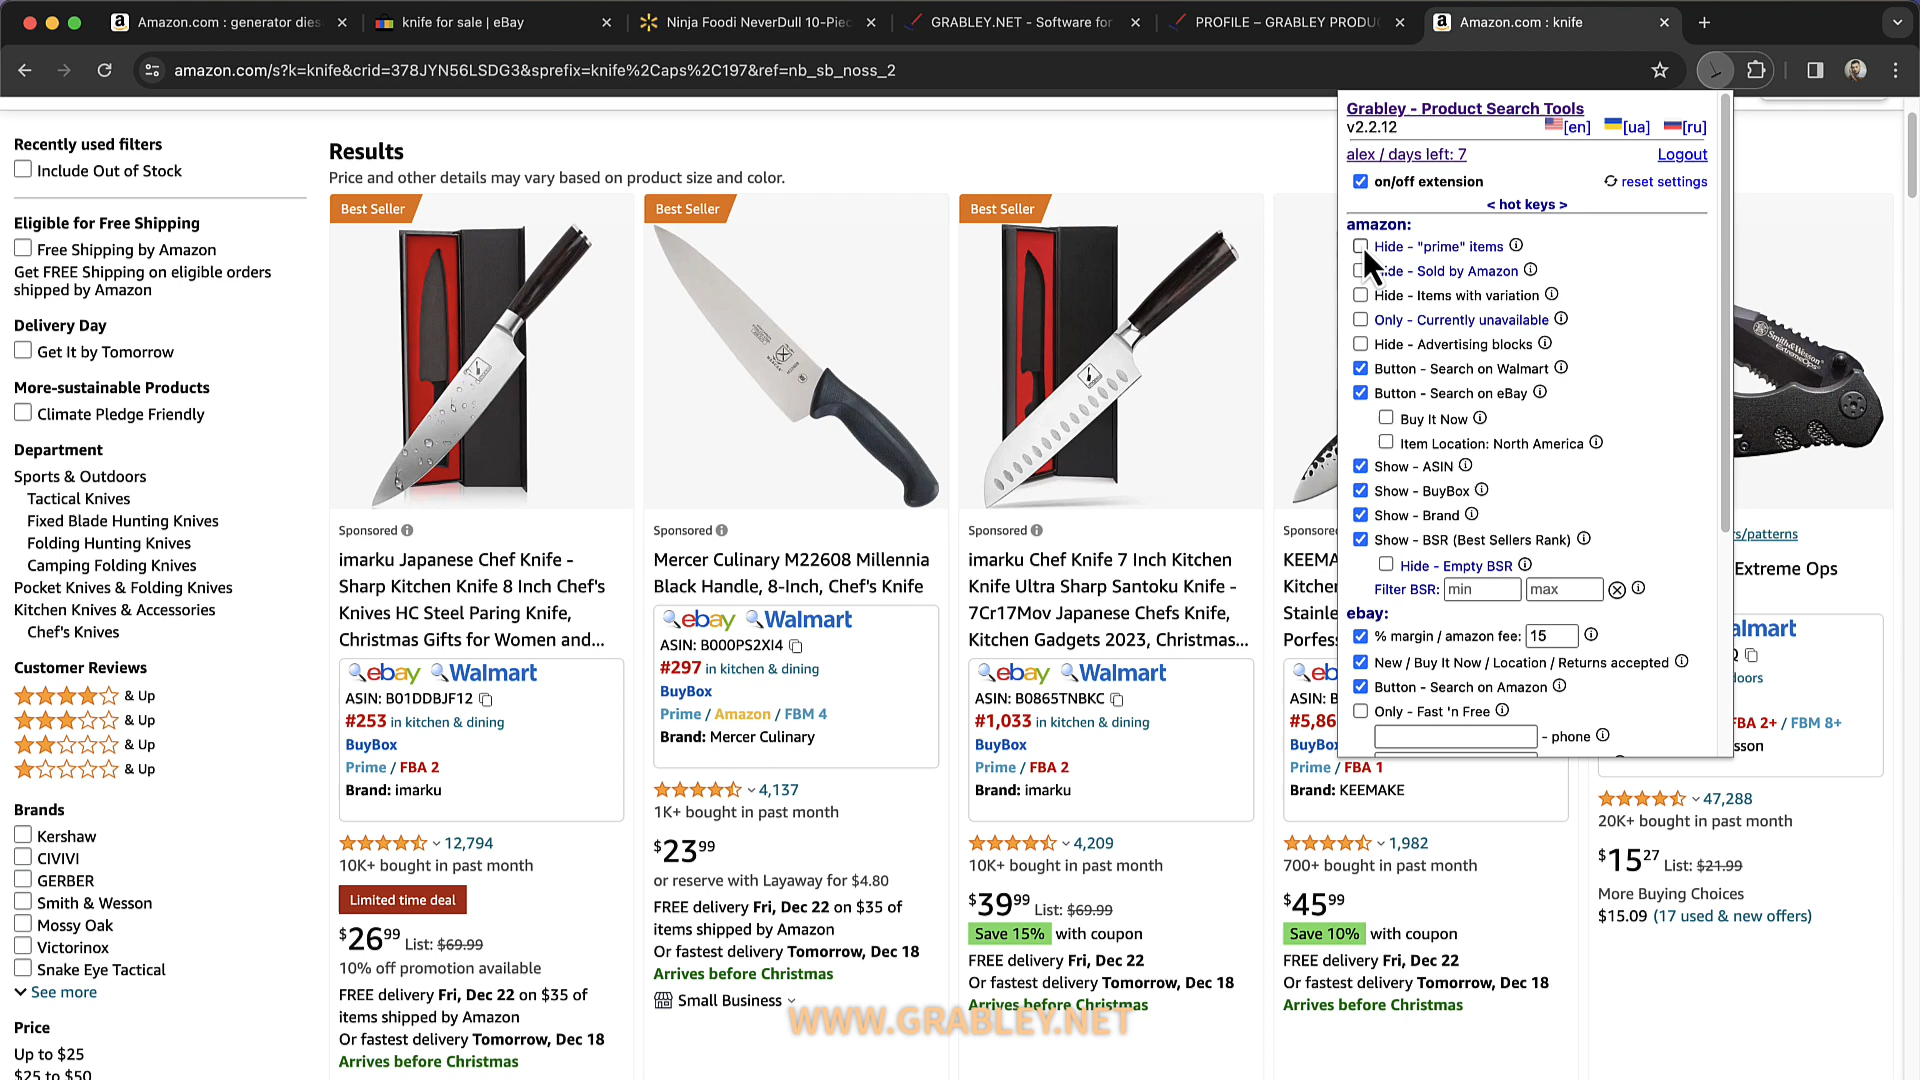 Amazon.com : generator dies
knife for sale | eBay
Ninja Foodi NeverDull 10-Piec
GRABLEY.NET - Software for
PROFILE – GRABLEY PRODU
Amazon.com : knife
amazon.com/s?k=knife&crid=378JYN56LSDG3&sprefix=knife%2Caps%2C197&ref=nb_sb_noss_2
Recently used filters
Include Out of Stock
Eligible for Free Shipping
Free Shipping by Amazon
Get FREE Shipping on eligible orders
shipped by Amazon
Delivery Day
Get It by Tomorrow
More-sustainable Products
Climate Pledge Friendly
Department
Sports & Outdoors
Tactical Knives
Fixed Blade Hunting Knives
Folding Hunting Knives
Camping Folding Knives
Pocket Knives & Folding Knives
Kitchen Knives & Accessories
Chef's Knives
Customer Reviews
& Up
& Up
& Up
& Up
Brands
Kershaw
CIVIVI
GERBER
Smith & Wesson
Mossy Oak
Victorinox
Snake Eye Tactical
See more
Price
Up to $25
$25 to $50
Results
Price and other details may vary based on product size and color.
Best Seller
Sponsored
imarku Japanese Chef Knife -
Sharp Kitchen Knife 8 Inch Chef's
Knives HC Steel Paring Knife,
Christmas Gifts for Women and...
ebay Walmart
ASIN: B01DDBJF12
#253 in kitchen & dining
BuyBox
Prime / FBA 2
Brand: imarku
12,794
10K+ bought in past month
Limited time deal
$26.99 List: $69.99
10% off promotion available
FREE delivery Fri, Dec 22 on $35 of
items shipped by Amazon
Or fastest delivery Tomorrow, Dec 18
Arrives before Christmas
Best Seller
Sponsored
Mercer Culinary M22608 Millennia
Black Handle, 8-Inch, Chef's Knife
ebay Walmart
ASIN: B000PS2XI4
#297 in kitchen & dining
BuyBox
Prime / Amazon / FBM 4
Brand: Mercer Culinary
4,137
1K+ bought in past month
$23.99
or reserve with Layaway for $4.80
FREE delivery Fri, Dec 22 on $35 of
items shipped by Amazon
Or fastest delivery Tomorrow, Dec 18
Arrives before Christmas
Small Business
Best Seller
Sponsored
imarku Chef Knife 7 Inch Kitchen
Knife Ultra Sharp Santoku Knife -
7Cr17Mov Japanese Chefs Knife,
Kitchen Gadgets 2023, Christmas...
ebay Walmart
ASIN: B0865TNBKC
#1,033 in kitchen & dining
BuyBox
Prime / FBA 2
Brand: imarku
4,209
10K+ bought in past month
$39.99 List: $69.99
Save 15% with coupon
FREE delivery Fri, Dec 22
Or fastest delivery Tomorrow, Dec 18
Arrives before Christmas
Sponso
KEEMA
Kitchen
Stainle
Porfess
eb
ASIN: B
#5,86
BuyBox
Prime / FBA 1
Brand: KEEMAKE
1,982
700+ bought in past month
$45.99
Save 10% with coupon
FREE delivery Fri, Dec 22
Or fastest delivery Tomorrow, Dec 18
Arrives before Christmas
Smith&Wesson
ExtremeOps
rs/patterns
Extreme Ops
almart
oors
FBA 2+ / FBM 8+
sson
47,288
20K+ bought in past month
$15.27 List: $21.99
More Buying Choices
$15.09 (17 used & new offers)
Grabley - Product Search Tools
v2.2.12 [en] [ua] [ru]
alex / days left: 7 Logout
on/off extension reset settings
< hot keys >
amazon:
Hide - "prime" items
Hide - Sold by Amazon
Hide - Items with variation
Only - Currently unavailable
Hide - Advertising blocks
Button - Search on Walmart
Button - Search on eBay
Buy It Now
Item Location: North America
Show - ASIN
Show - BuyBox
Show - Brand
Show - BSR (Best Sellers Rank)
Hide - Empty BSR
Filter BSR: min max
ebay:
% margin / amazon fee: 15
New / Buy It Now / Location / Returns accepted
Button - Search on Amazon
Only - Fast 'n Free
- phone
WWW.GRABLEY.NET